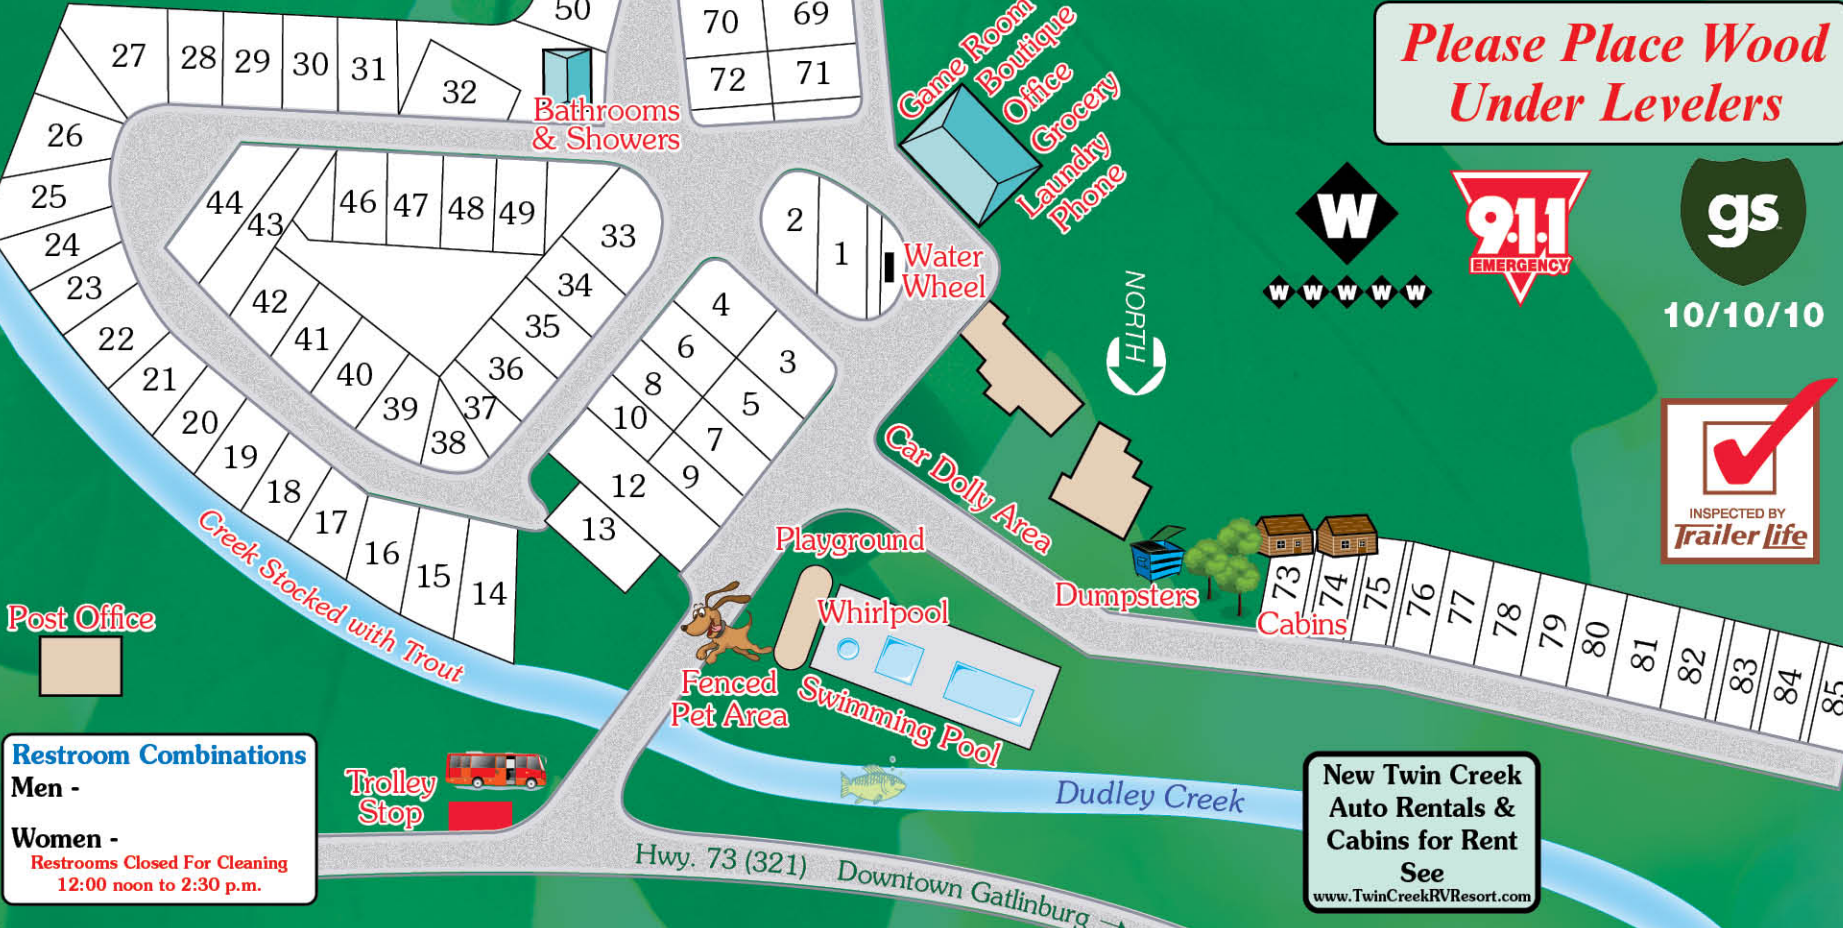 50
70
69
72
71
27
28
29
30
31
32
Bathrooms
& Showers
Game Room
Boutique
Office
Grocery
Laundry
Phone
Please Place Wood
Under Levelers
W
W W W W W
9·1·1
EMERGENCY
gs
10/10/10
26
25
24
23
22
21
20
19
18
17
16
15
14
44
43
46
47
48
49
33
34
35
36
37
38
39
40
41
42
2
1
Water
Wheel
4
3
6
5
8
7
10
9
12
13
NORTH
Car Dolly Area
INSPECTED BY
Trailer Life
Creek Stocked with Trout
Playground
Whirlpool
Swimming Pool
Fenced
Pet Area
Dumpsters
Cabins
73
74
75
76
77
78
79
80
81
82
83
84
85
Post Office
Restroom Combinations
Men -
Women -
Restrooms Closed For Cleaning
12:00 noon to 2:30 p.m.
Trolley
Stop
Dudley Creek
Hwy. 73 (321) Downtown Gatlinburg
New Twin Creek
Auto Rentals &
Cabins for Rent
See
www.TwinCreekRVResort.com